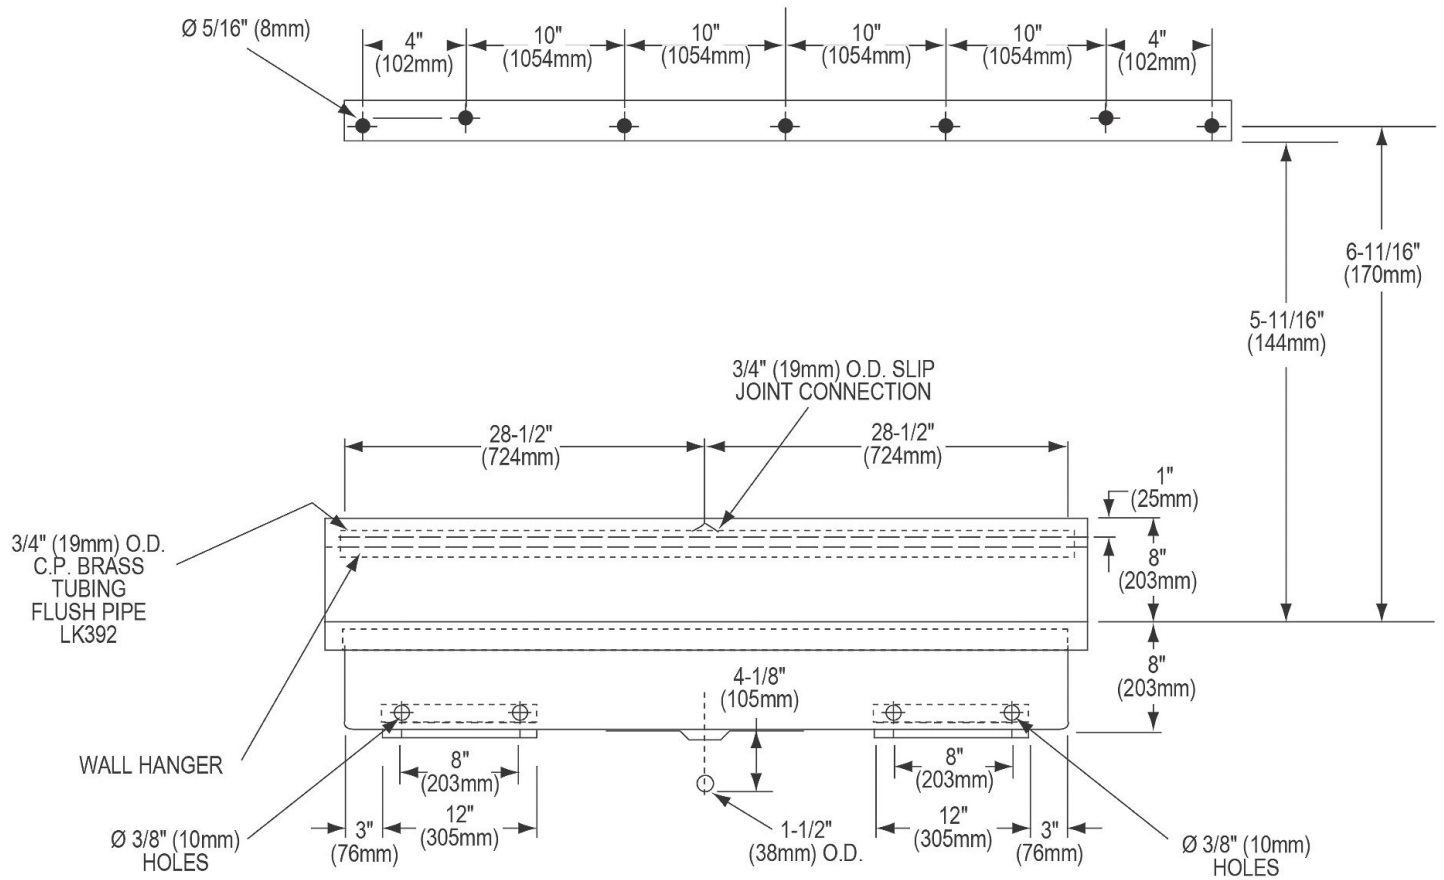 Ø 5/16" (8mm)
4"
(102mm)
10"
(1054mm)
10"
(1054mm)
10"
(1054mm)
10"
(1054mm)
4"
(102mm)
6-11/16"
(170mm)
5-11/16"
(144mm)
3/4" (19mm) O.D. SLIP
JOINT CONNECTION
28-1/2"
(724mm)
28-1/2"
(724mm)
1"
(25mm)
3/4" (19mm) O.D.
C.P. BRASS
TUBING
FLUSH PIPE
LK392
8"
(203mm)
8"
(203mm)
4-1/8"
(105mm)
WALL HANGER
8"
(203mm)
8"
(203mm)
Ø 3/8" (10mm)
HOLES
3"
(76mm)
12"
(305mm)
1-1/2"
(38mm) O.D.
12"
(305mm)
3"
(76mm)
Ø 3/8" (10mm)
HOLES